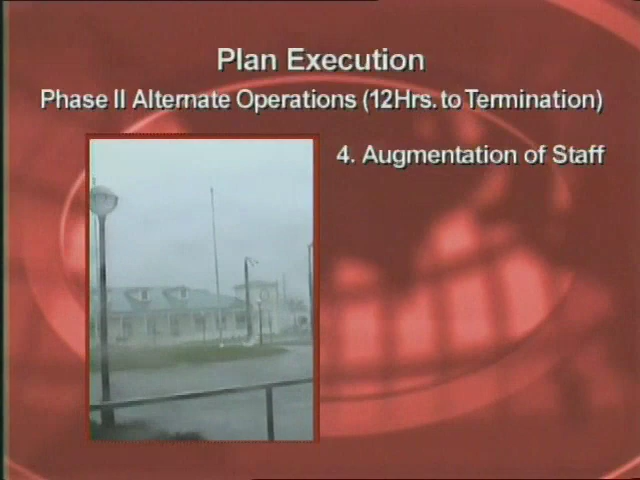 Plan Execution
Phase II Alternate Operations (12Hrs. to Termination)
4. Augmentation of Staff